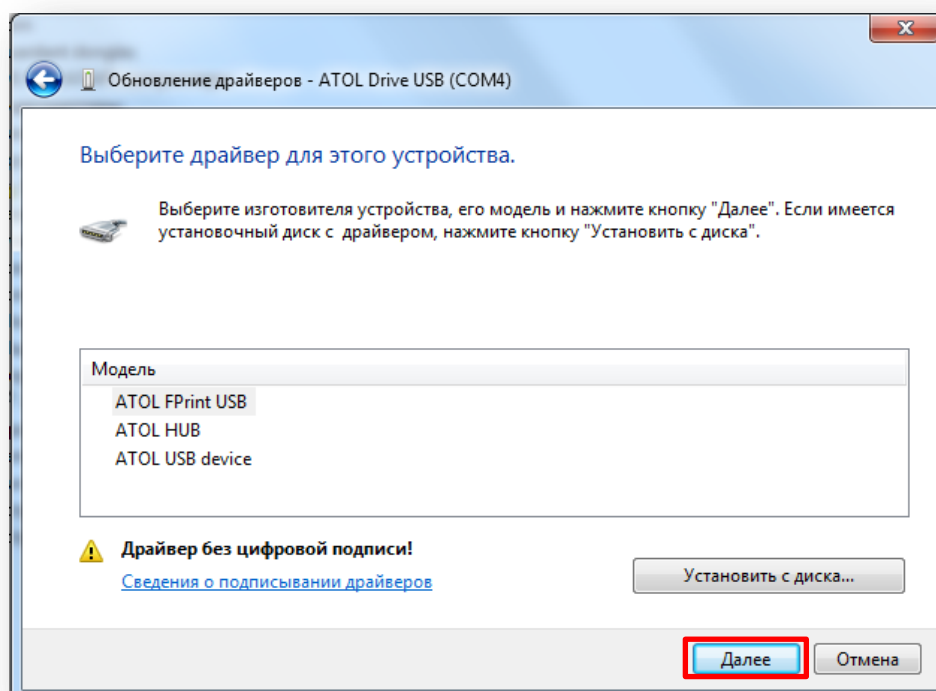 Обновление драйверов - ATOL Drive USB (COM4)
Выберите драйвер для этого устройства.
Выберите изготовителя устройства, его модель и нажмите кнопку "Далее". Если имеется
установочный диск с драйвером, нажмите кнопку "Установить с диска".
Модель
ATOL FPrint USB
ATOL HUB
ATOL USB device
Драйвер без цифровой подписи!
Сведения о подписывании драйверов
Установить с диска...
Далее
Отмена